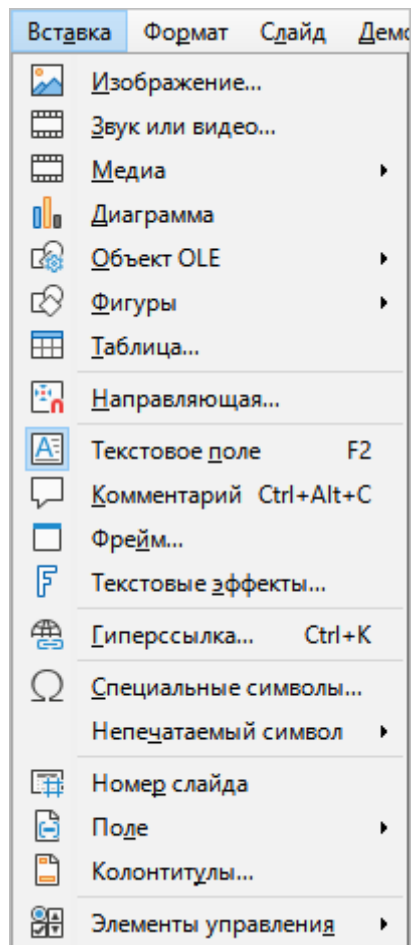 Вставка Формат Слайд Демо
Изображение...
Звук или видео...
Медиа
Диаграмма
Объект OLE
Фигуры
Таблица...
Направляющая...
Текстовое поле F2
Комментарий Ctrl+Alt+C
Фрейм...
Текстовые эффекты...
Гиперссылка... Ctrl+K
Специальные символы...
Непечатаемый символ
Номер слайда
Поле
Колонтитулы...
Элементы управления